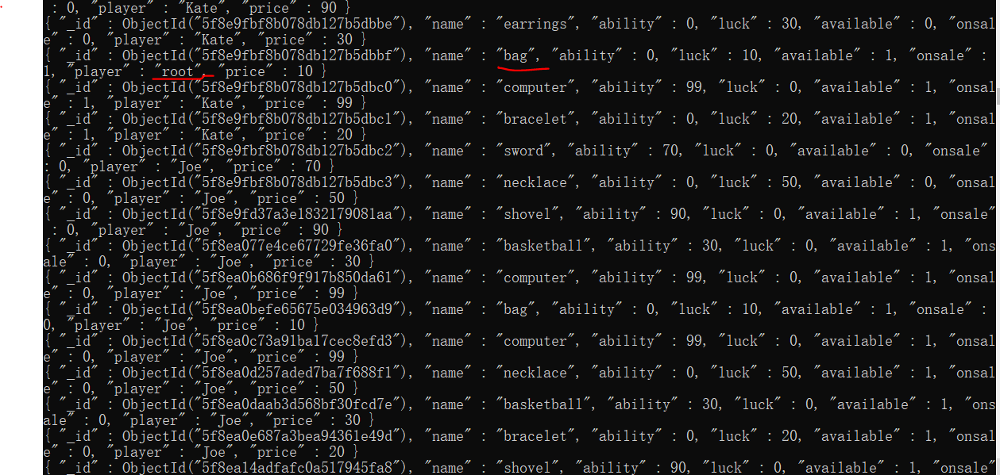 : 0, "player" : "Kate", "price" : 90 }
{ "_id" : ObjectId("5f8e9fbf8b078db127b5dbbe"), "name" : "earrings", "ability" : 0, "luck" : 30, "available" : 0, "onsal
e" : 0, "player" : "Kate", "price" : 30 }
{ "_id" : ObjectId("5f8e9fbf8b078db127b5dbbf"), "name" : "bag", "ability" : 0, "luck" : 10, "available" : 1, "onsale" :
1, "player" : "root", "price" : 10 }
{ "_id" : ObjectId("5f8e9fbf8b078db127b5dbc0"), "name" : "computer", "ability" : 99, "luck" : 0, "available" : 1, "onsal
e" : 1, "player" : "Kate", "price" : 99 }
{ "_id" : ObjectId("5f8e9fbf8b078db127b5dbc1"), "name" : "bracelet", "ability" : 0, "luck" : 20, "available" : 1, "onsal
e" : 1, "player" : "Kate", "price" : 20 }
{ "_id" : ObjectId("5f8e9fbf8b078db127b5dbc2"), "name" : "sword", "ability" : 70, "luck" : 0, "available" : 0, "onsale"
: 0, "player" : "Joe", "price" : 70 }
{ "_id" : ObjectId("5f8e9fbf8b078db127b5dbc3"), "name" : "necklace", "ability" : 0, "luck" : 50, "available" : 0, "onsal
e" : 0, "player" : "Joe", "price" : 50 }
{ "_id" : ObjectId("5f8e9fd37a3e1832179081aa"), "name" : "shovel", "ability" : 90, "luck" : 0, "available" : 1, "onsale"
: 0, "player" : "Joe", "price" : 90 }
{ "_id" : ObjectId("5f8ea077e4ce67729fe36fa0"), "name" : "basketball", "ability" : 30, "luck" : 0, "available" : 1, "ons
ale" : 0, "player" : "Joe", "price" : 30 }
{ "_id" : ObjectId("5f8ea0b686f9f917b850da61"), "name" : "computer", "ability" : 99, "luck" : 0, "available" : 1, "onsal
e" : 0, "player" : "Joe", "price" : 99 }
{ "_id" : ObjectId("5f8ea0befe65675e034963d9"), "name" : "bag", "ability" : 0, "luck" : 10, "available" : 1, "onsale" :
0, "player" : "Joe", "price" : 10 }
{ "_id" : ObjectId("5f8ea0c73a91ba17cec8efd3"), "name" : "computer", "ability" : 99, "luck" : 0, "available" : 1, "onsal
e" : 0, "player" : "Joe", "price" : 99 }
{ "_id" : ObjectId("5f8ea0d257aded7ba7f688f1"), "name" : "necklace", "ability" : 0, "luck" : 50, "available" : 1, "onsal
e" : 0, "player" : "Joe", "price" : 50 }
{ "_id" : ObjectId("5f8ea0daab3d568bf30fcd7e"), "name" : "basketball", "ability" : 30, "luck" : 0, "available" : 1, "ons
ale" : 0, "player" : "Joe", "price" : 30 }
{ "_id" : ObjectId("5f8ea0e687a3bea94361e49d"), "name" : "bracelet", "ability" : 0, "luck" : 20, "available" : 1, "onsal
e" : 0, "player" : "Joe", "price" : 20 }
{ "_id" : ObjectId("5f8ea14adfafc0a517945fa8"), "name" : "shovel", "ability" : 90, "luck" : 0, "available" : 1, "onsale"